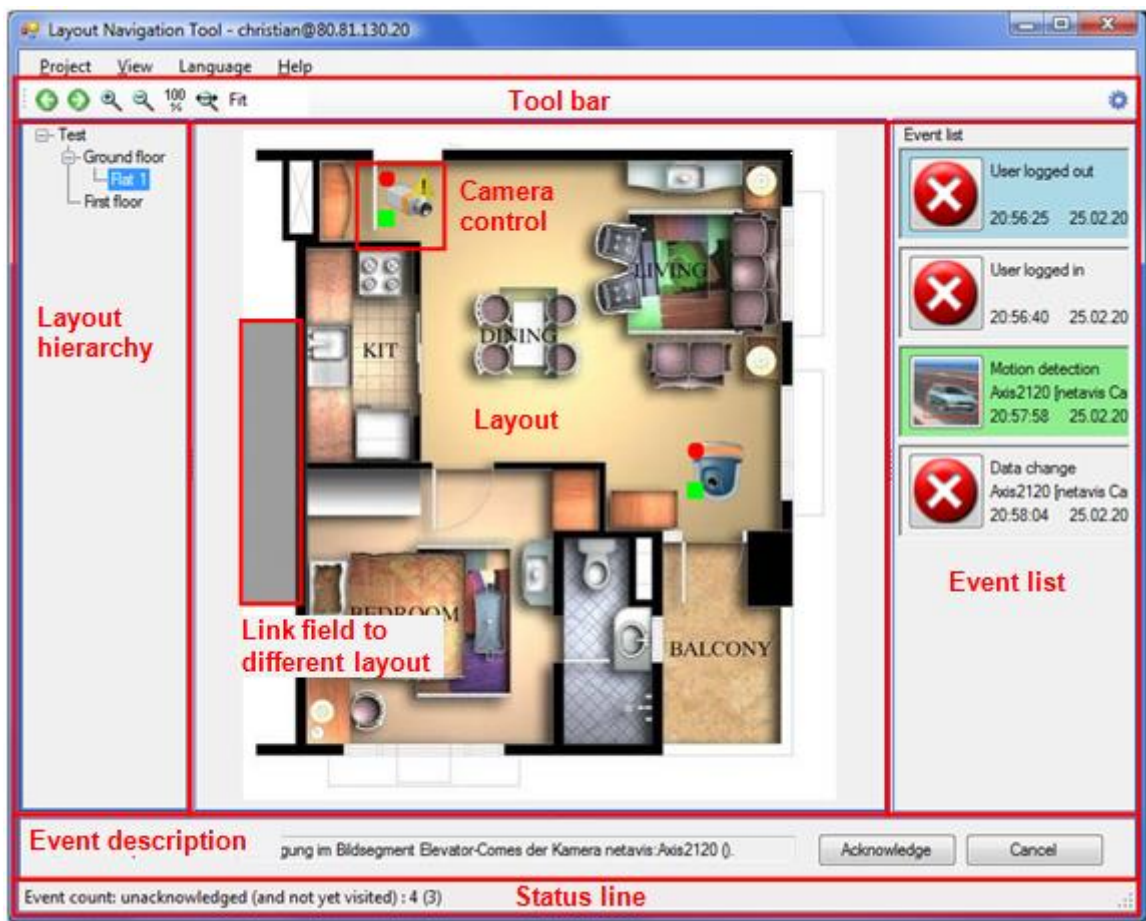 Layout Navigation Tool - christian@80.81.130.20
Project View Language Help
100 % Fit
Tool bar
Test
Ground floor
Flat 1
First floor
Layout hierarchy
Camera control
LIVING
DINING
KIT
Layout
BEDROOM
Link field to different layout
BALCONY
Event list
User logged out
20:56:25 25.02.20
User logged in
20:56:40 25.02.20
Motion detection
Axis2120 [netavis Ca
20:57:58 25.02.20
Data change
Axis2120 [netavis Ca
20:58:04 25.02.20
Event list
Event description
gung im Bildsegment Elevator-Comes der Kamera netavis:Axis2120 ().
Acknowledge
Cancel
Event count: unacknowledged (and not yet visited) : 4 (3)
Status line